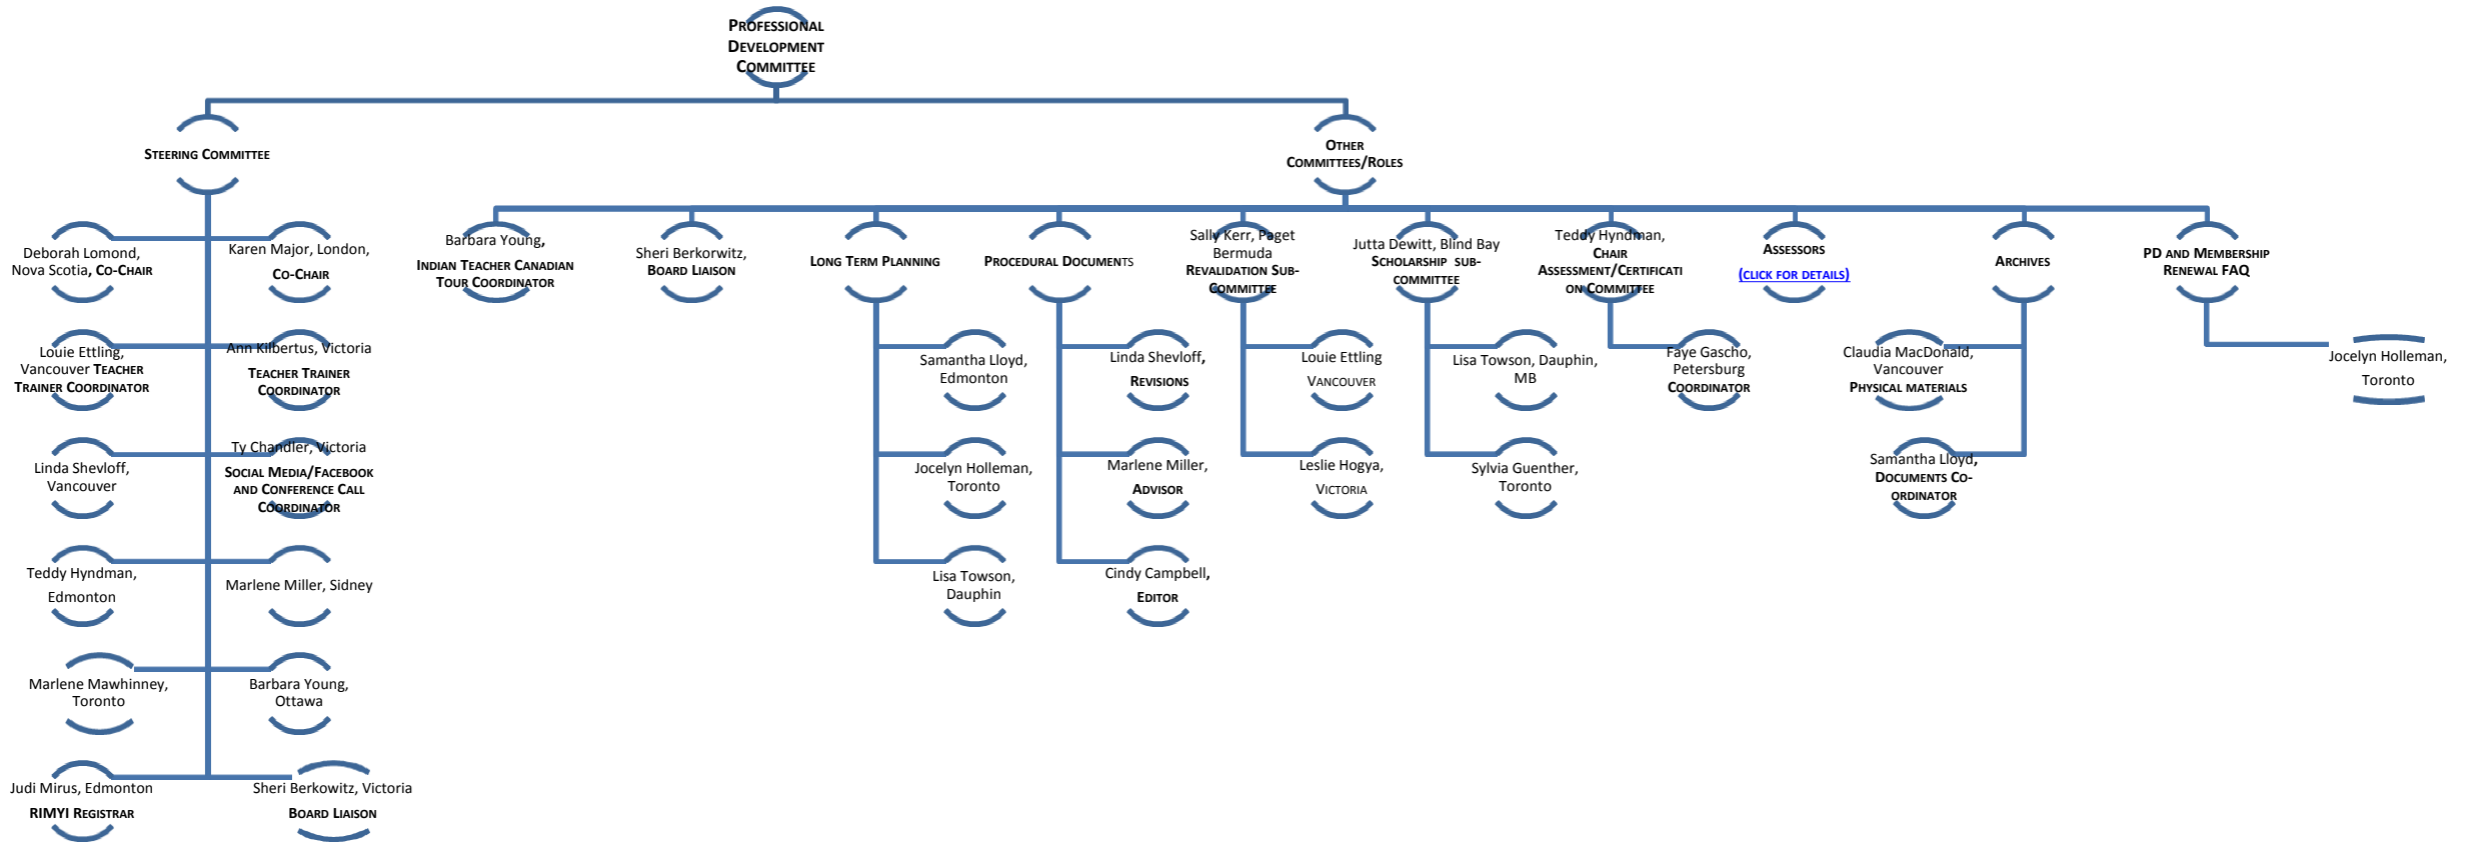 PROFESSIONAL
DEVELOPMENT
COMMITTEE
STEERING COMMITTEE
OTHER
COMMITTEES/ROLES
Deborah Lomond,
Nova Scotia, CO-CHAIR
Karen Major, London,
CO-CHAIR
Louie Ettling,
Vancouver TEACHER
TRAINER COORDINATOR
Ann Kilbertus, Victoria
TEACHER TRAINER
COORDINATOR
Linda Shevloff,
Vancouver
Ty Chandler, Victoria
SOCIAL MEDIA/FACEBOOK
AND CONFERENCE CALL
COORDINATOR
Teddy Hyndman,
Edmonton
Marlene Miller, Sidney
Marlene Mawhinney,
Toronto
Barbara Young,
Ottawa
Judi Mirus, Edmonton
RIMYI REGISTRAR
Sheri Berkowitz, Victoria
BOARD LIAISON
Barbara Young,
INDIAN TEACHER CANADIAN
TOUR COORDINATOR
Sheri Berkorwitz,
BOARD LIAISON
LONG TERM PLANNING
Samantha Lloyd,
Edmonton
Jocelyn Holleman,
Toronto
Lisa Towson,
Dauphin
PROCEDURAL DOCUMENTS
Linda Shevloff,
REVISIONS
Marlene Miller,
ADVISOR
Cindy Campbell,
EDITOR
Sally Kerr, Paget
Bermuda
REVALIDATION SUB-
COMMITTEE
Louie Ettling
VANCOUVER
Leslie Hogya,
VICTORIA
Jutta Dewitt, Blind Bay
SCHOLARSHIP SUB-
COMMITTEE
Lisa Towson, Dauphin,
MB
Sylvia Guenther,
Toronto
Teddy Hyndman,
CHAIR
ASSESSMENT/CERTIFICATI
ON COMMITTEE
Faye Gascho,
Petersburg
COORDINATOR
ASSESSORS
(CLICK FOR DETAILS)
ARCHIVES
Claudia MacDonald,
Vancouver
PHYSICAL MATERIALS
Samantha Lloyd,
DOCUMENTS CO-
ORDINATOR
PD AND MEMBERSHIP
RENEWAL FAQ
Jocelyn Holleman,
Toronto